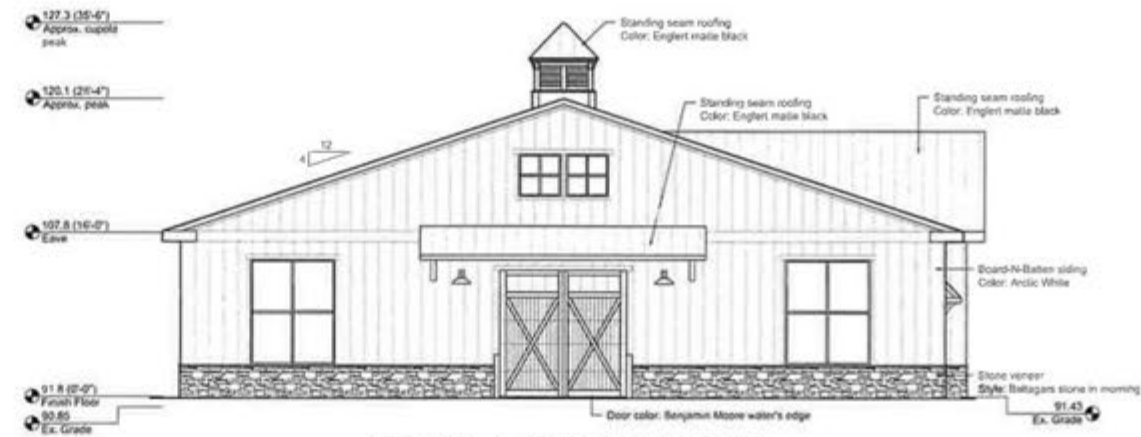 127.3 (35'-6")
Approx. cupola
peak
Standing seam roofing
Color: Englert matte black
120.1 (28'-4")
Approx. peak
Standing seam roofing
Color: Englert matte black
Standing seam roofing
Color: Englert matte black
12
4
107.8 (16'-0")
Eave
Board-N-Batten siding
Color: Arctic White
Stone veneer
Style: stone in morning
91.8 (0'-0")
Finish Floor
90.85
Ex. Grade
Door color: Benjamin Moore water's edge
91.43
Ex. Grade